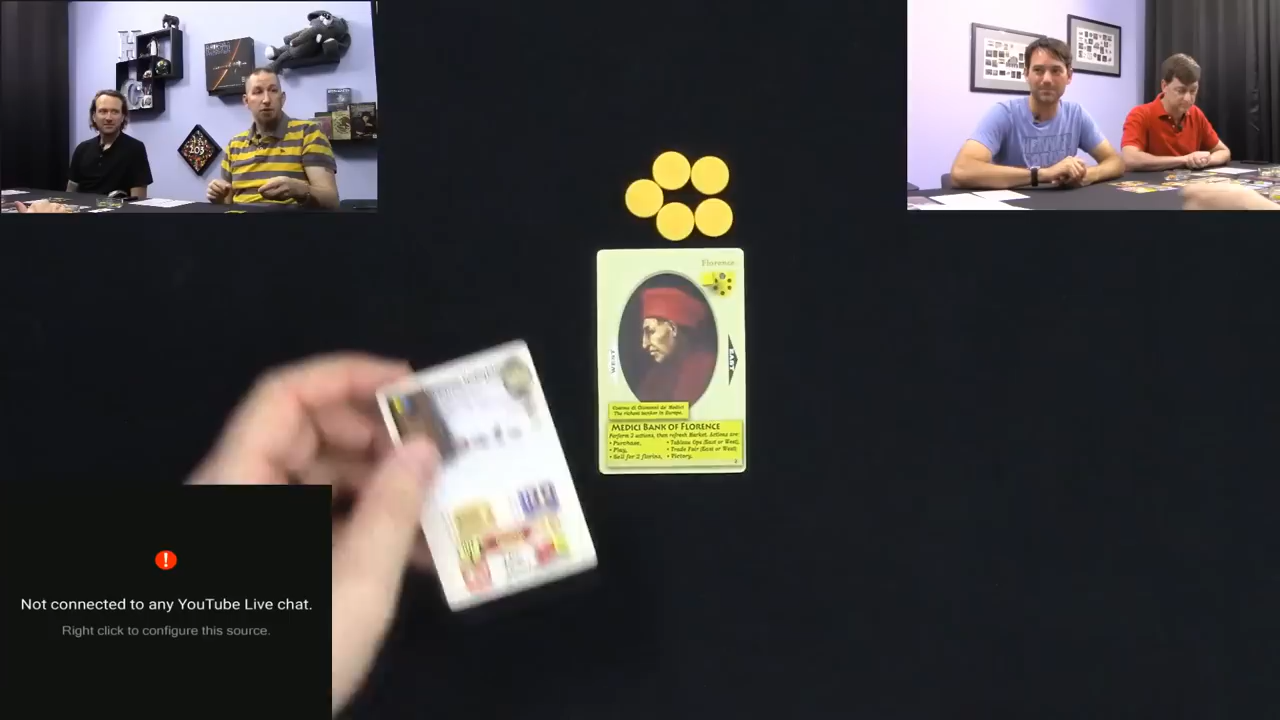 H
C
203
Florence
WEST
EAST
Cosimo di Giovanni de' Medici
The richest banker in Europe.
MEDICI BANK OF FLORENCE
Perform 2 actions, then refresh Market. Actions are:
• Purchase,
• Play,
• Sell for 2 florins,
• Tableau Ops (East or West),
• Trade Fair (East or West),
• Victory.
!
Not connected to any YouTube Live chat.
Right click to configure this source.